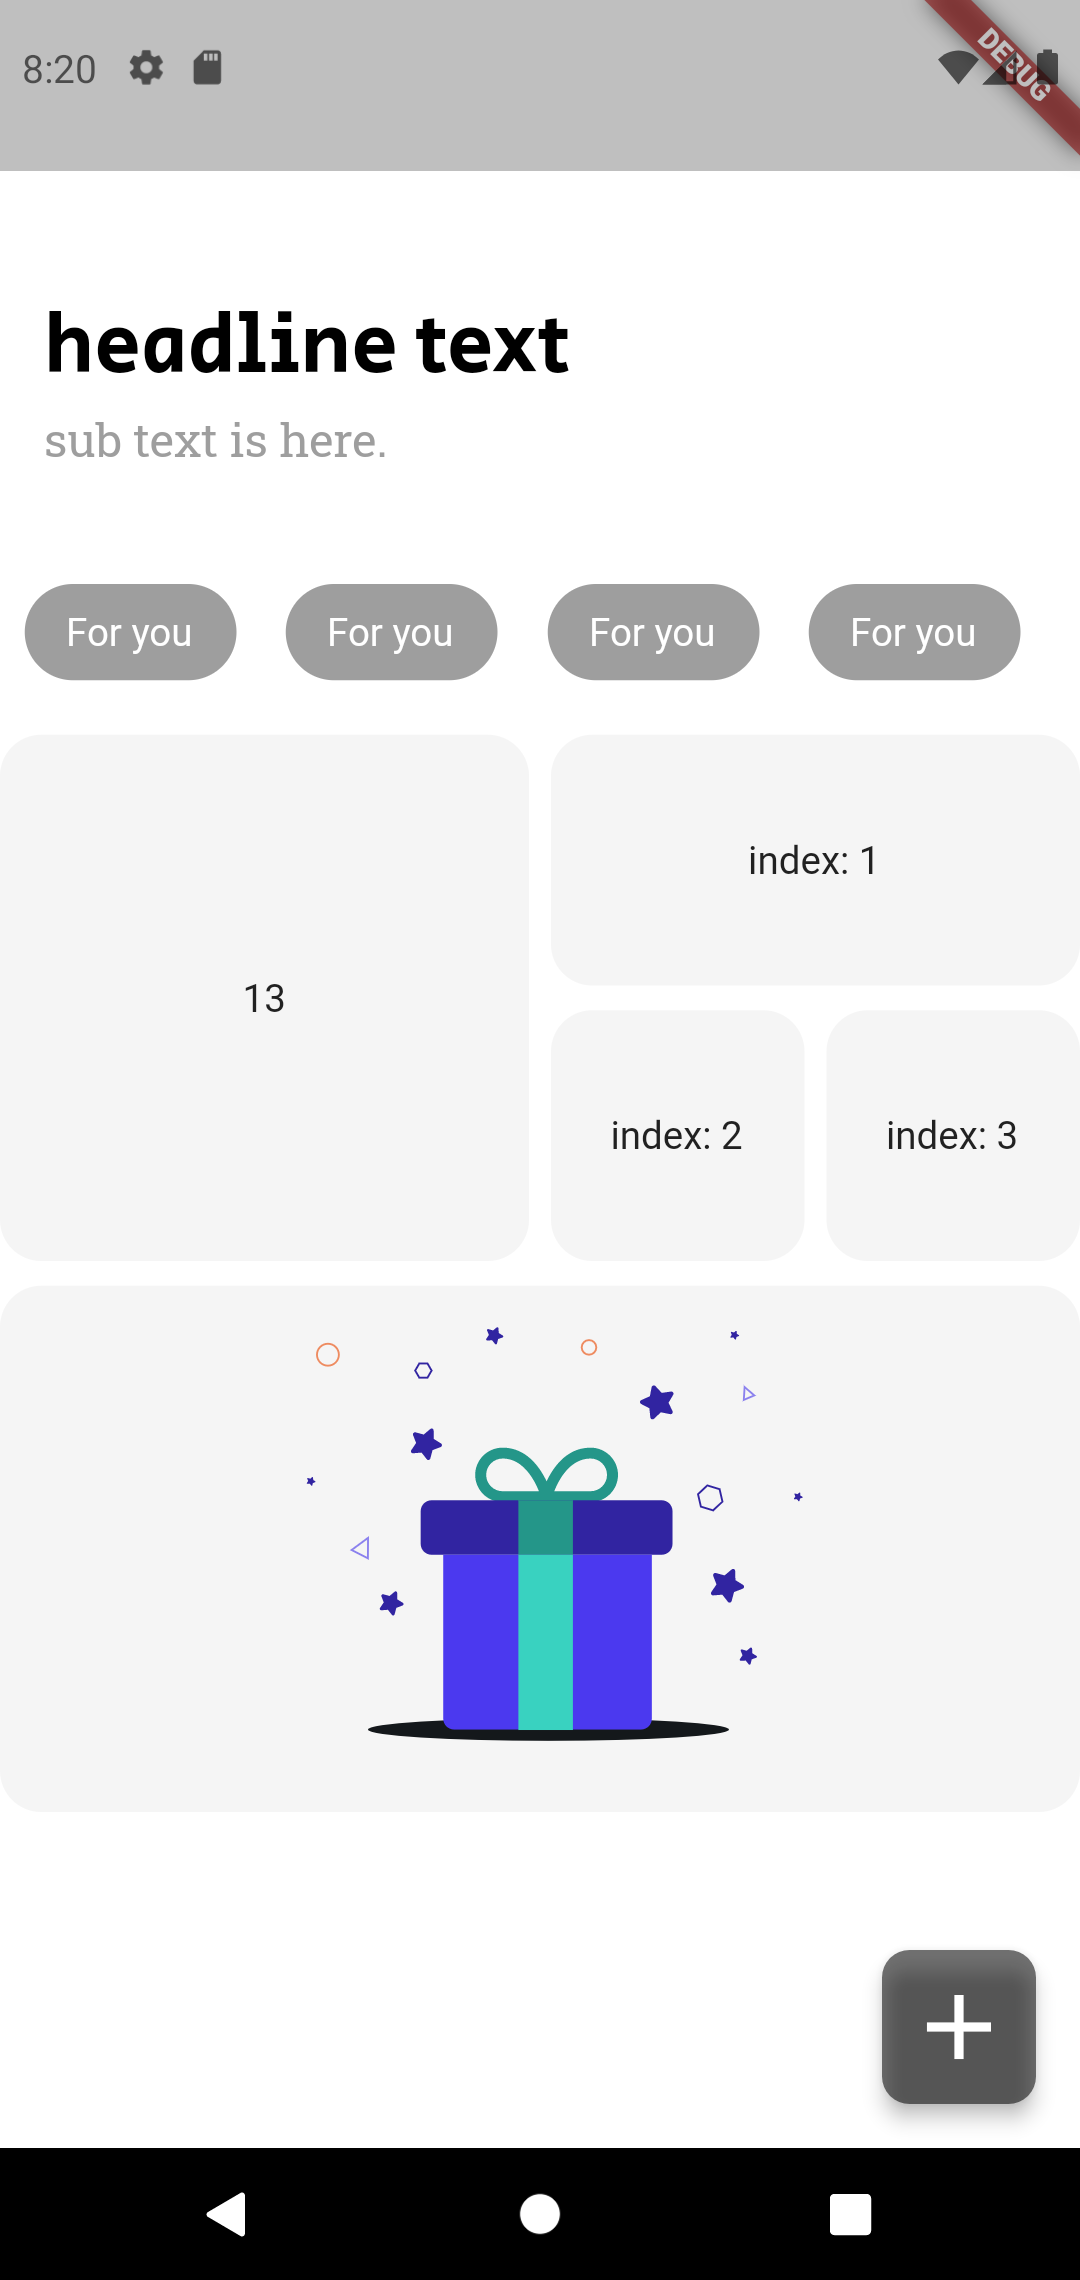 8:20
DEBUG
headline text
sub text is here.
For you For you For you For you
index: 1
13
index: 2 index: 3